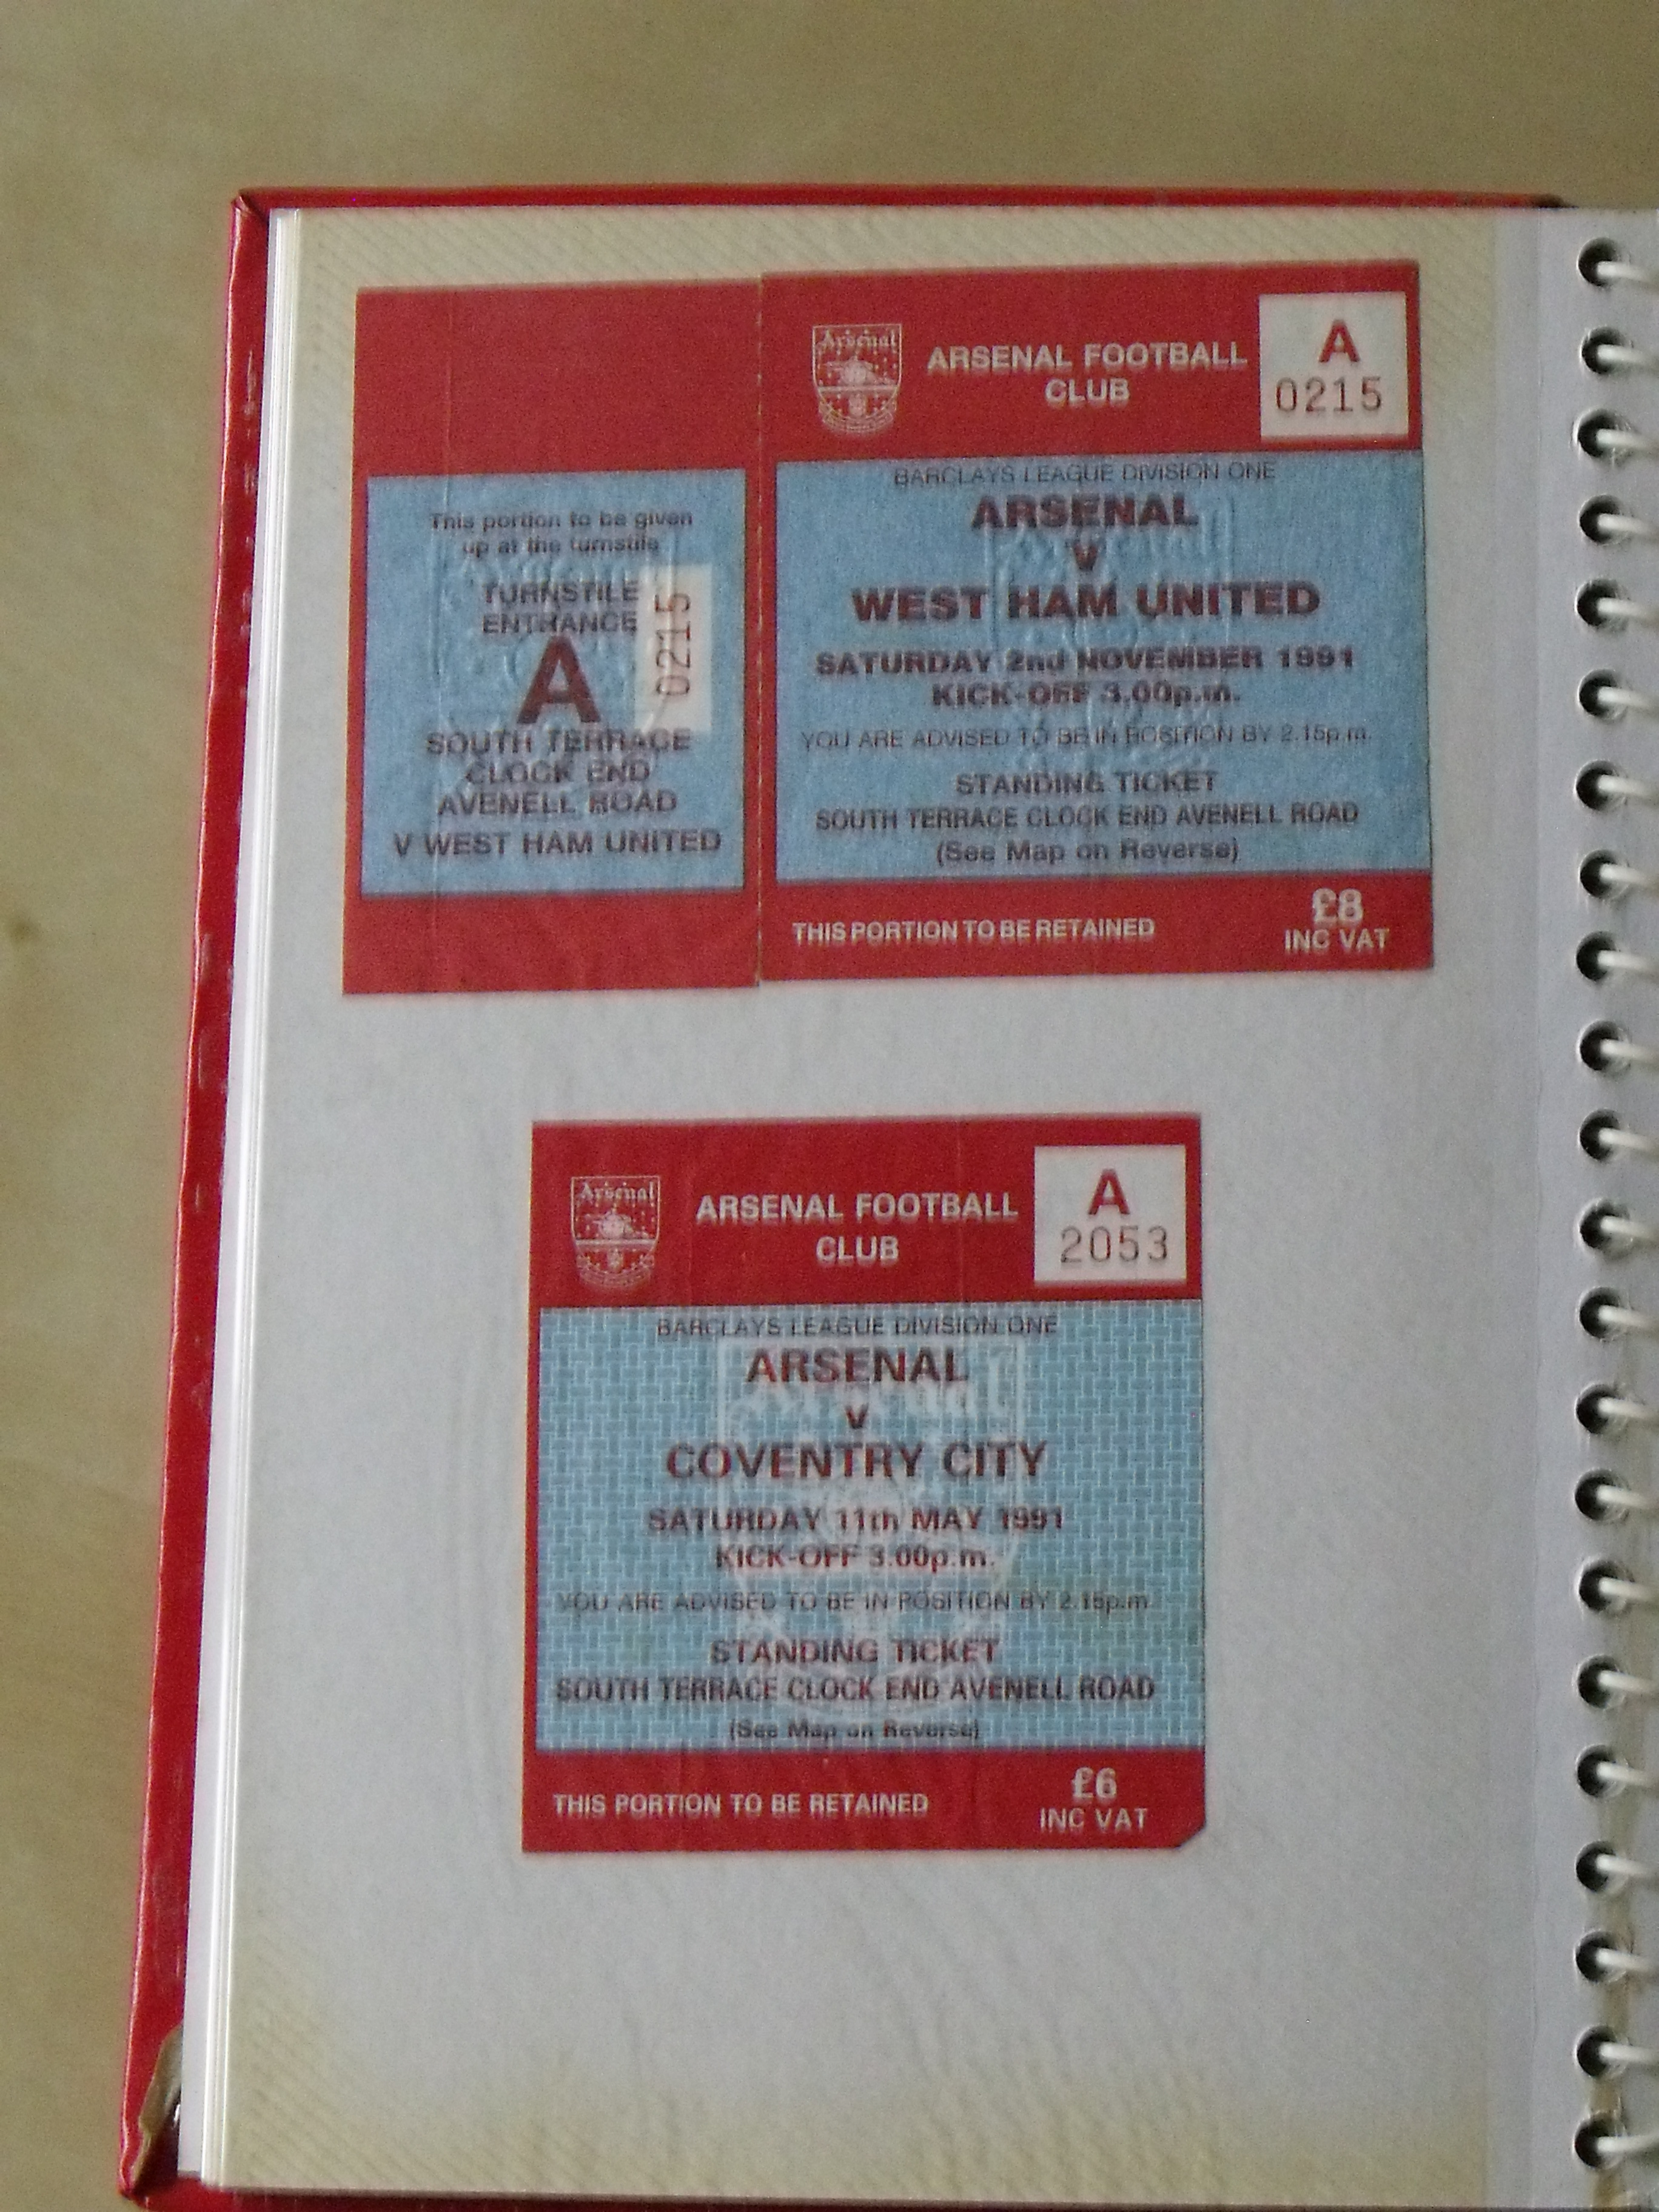 This portion to be given
up at the turnstile
TURNSTILE
ENTRANCE
A
0215
SOUTH TERRACE
CLOCK END
AVENELL ROAD
V WEST HAM UNITED
Arsenal
ARSENAL FOOTBALL
CLUB
A
0215
BARCLAYS LEAGUE DIVISION ONE
ARSENAL
V
WEST HAM UNITED
SATURDAY 2nd NOVEMBER 1991
KICK-OFF 3.00p.m.
YOU ARE ADVISED TO BE IN POSITION BY 2.15p.m.
STANDING TICKET
SOUTH TERRACE CLOCK END AVENELL ROAD
(See Map on Reverse)
THIS PORTION TO BE RETAINED
£8
INC VAT
Arsenal
ARSENAL FOOTBALL
CLUB
A
2053
BARCLAYS LEAGUE DIVISION ONE
ARSENAL
V
COVENTRY CITY
SATURDAY 11th MAY 1991
KICK-OFF 3.00p.m.
YOU ARE ADVISED TO BE IN POSITION BY 2.15p.m.
STANDING TICKET
SOUTH TERRACE CLOCK END AVENELL ROAD
(See Map on Reverse)
THIS PORTION TO BE RETAINED
£6
INC VAT